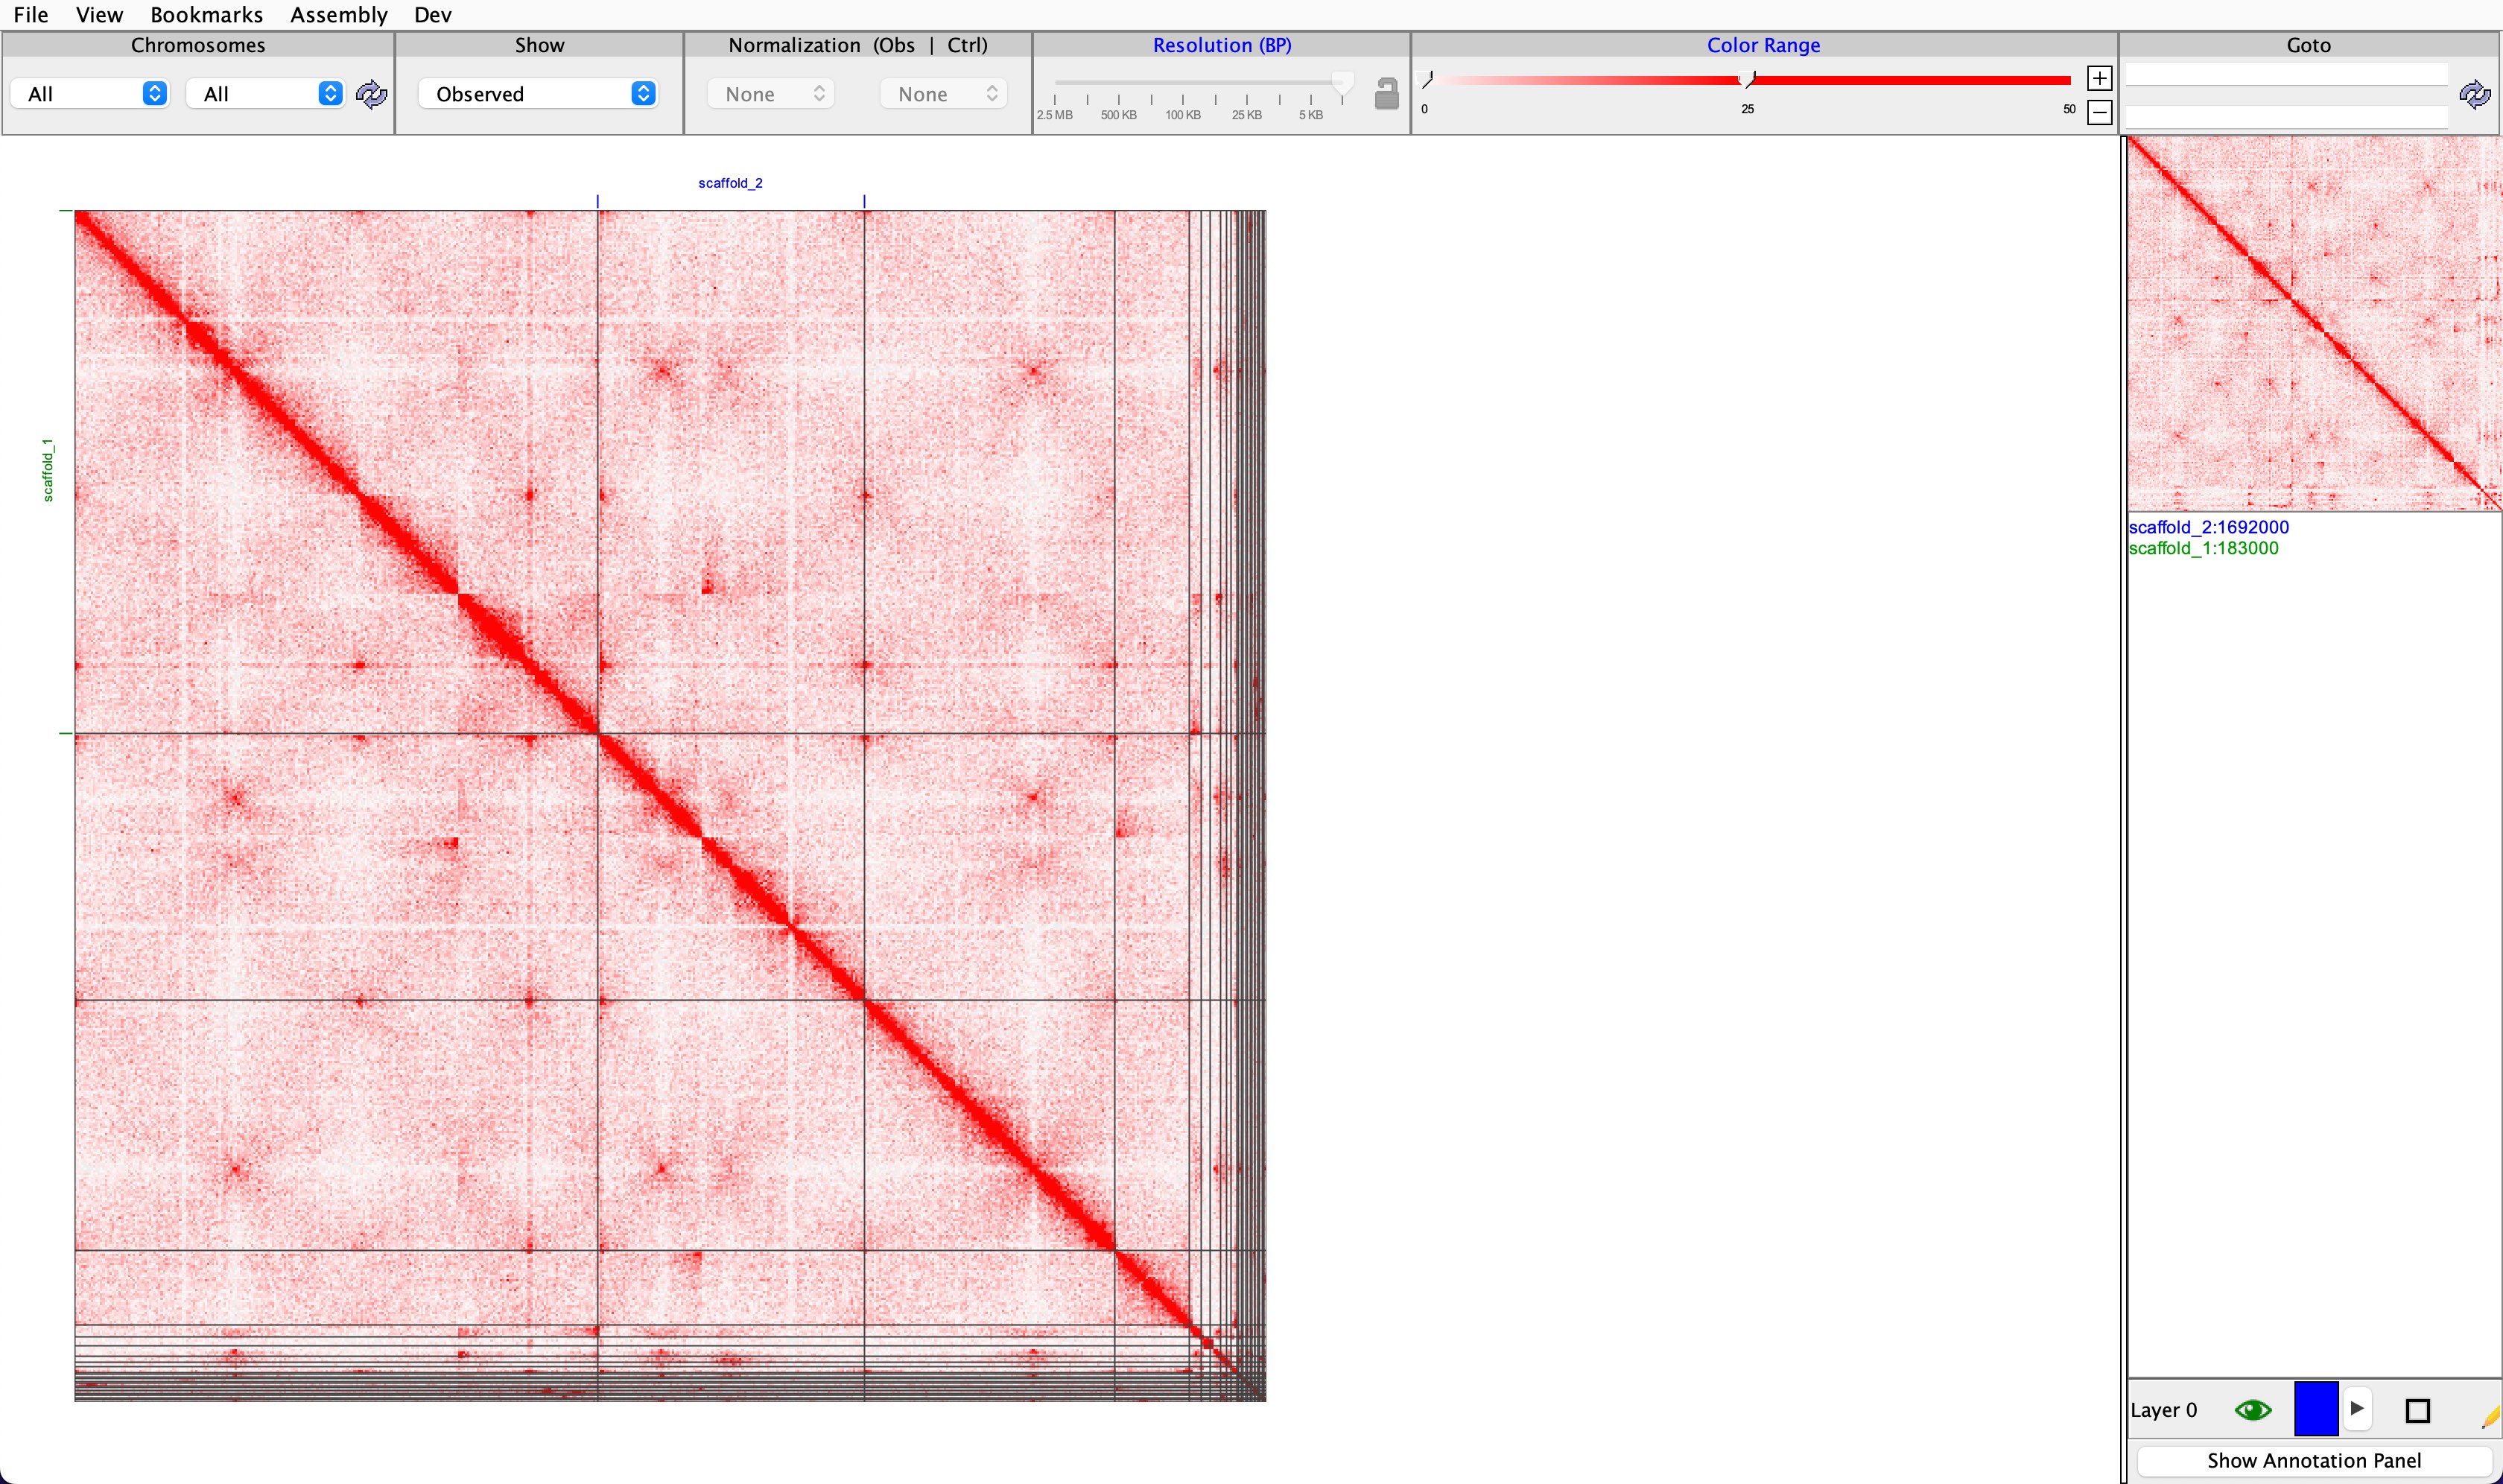 File View Bookmarks Assembly Dev
Chromosomes Show Normalization (Obs | Ctrl) Resolution (BP) Color Range Goto
All All Observed None None
2.5 MB 500 KB 100 KB 25 KB 5 KB
0 25 50
scaffold_2
scaffold_1
scaffold_2:1692000
scaffold_1:183000
Layer 0
Show Annotation Panel